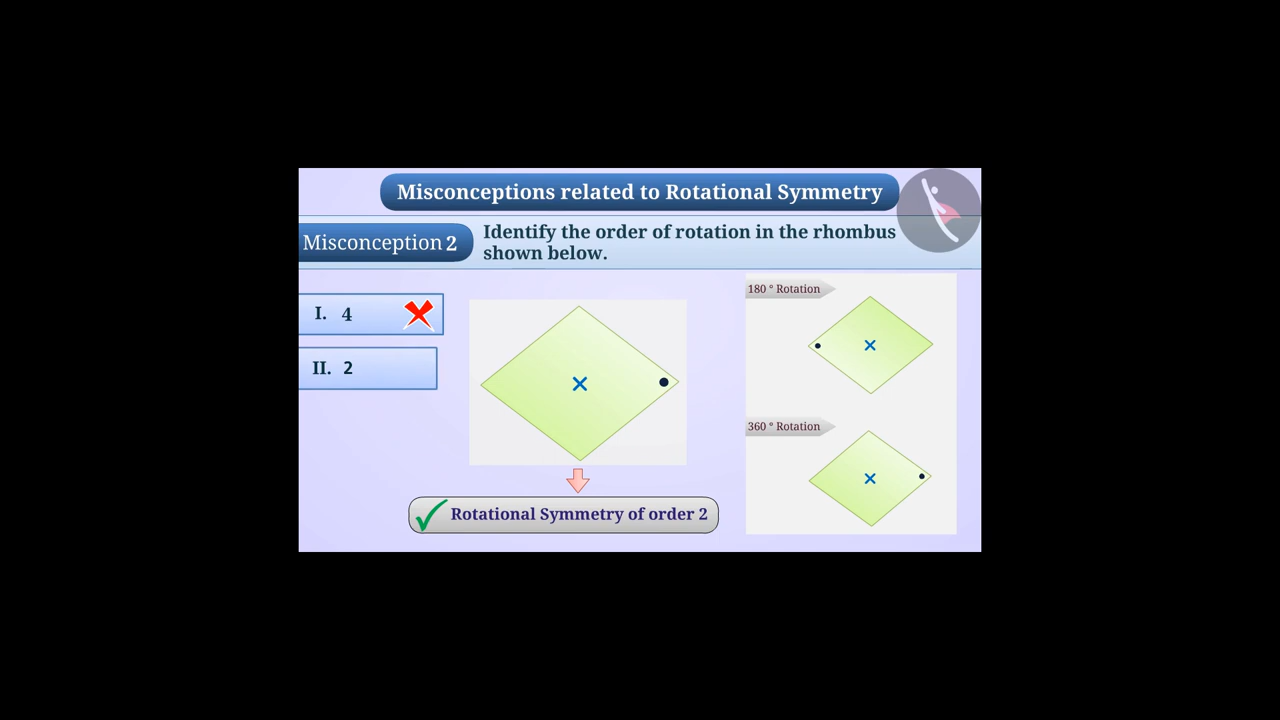 Misconceptions related to Rotational Symmetry
Misconception 2
Identify the order of rotation in the rhombus
shown below.
I. 4
II. 2
180 ° Rotation
360 ° Rotation
Rotational Symmetry of order 2